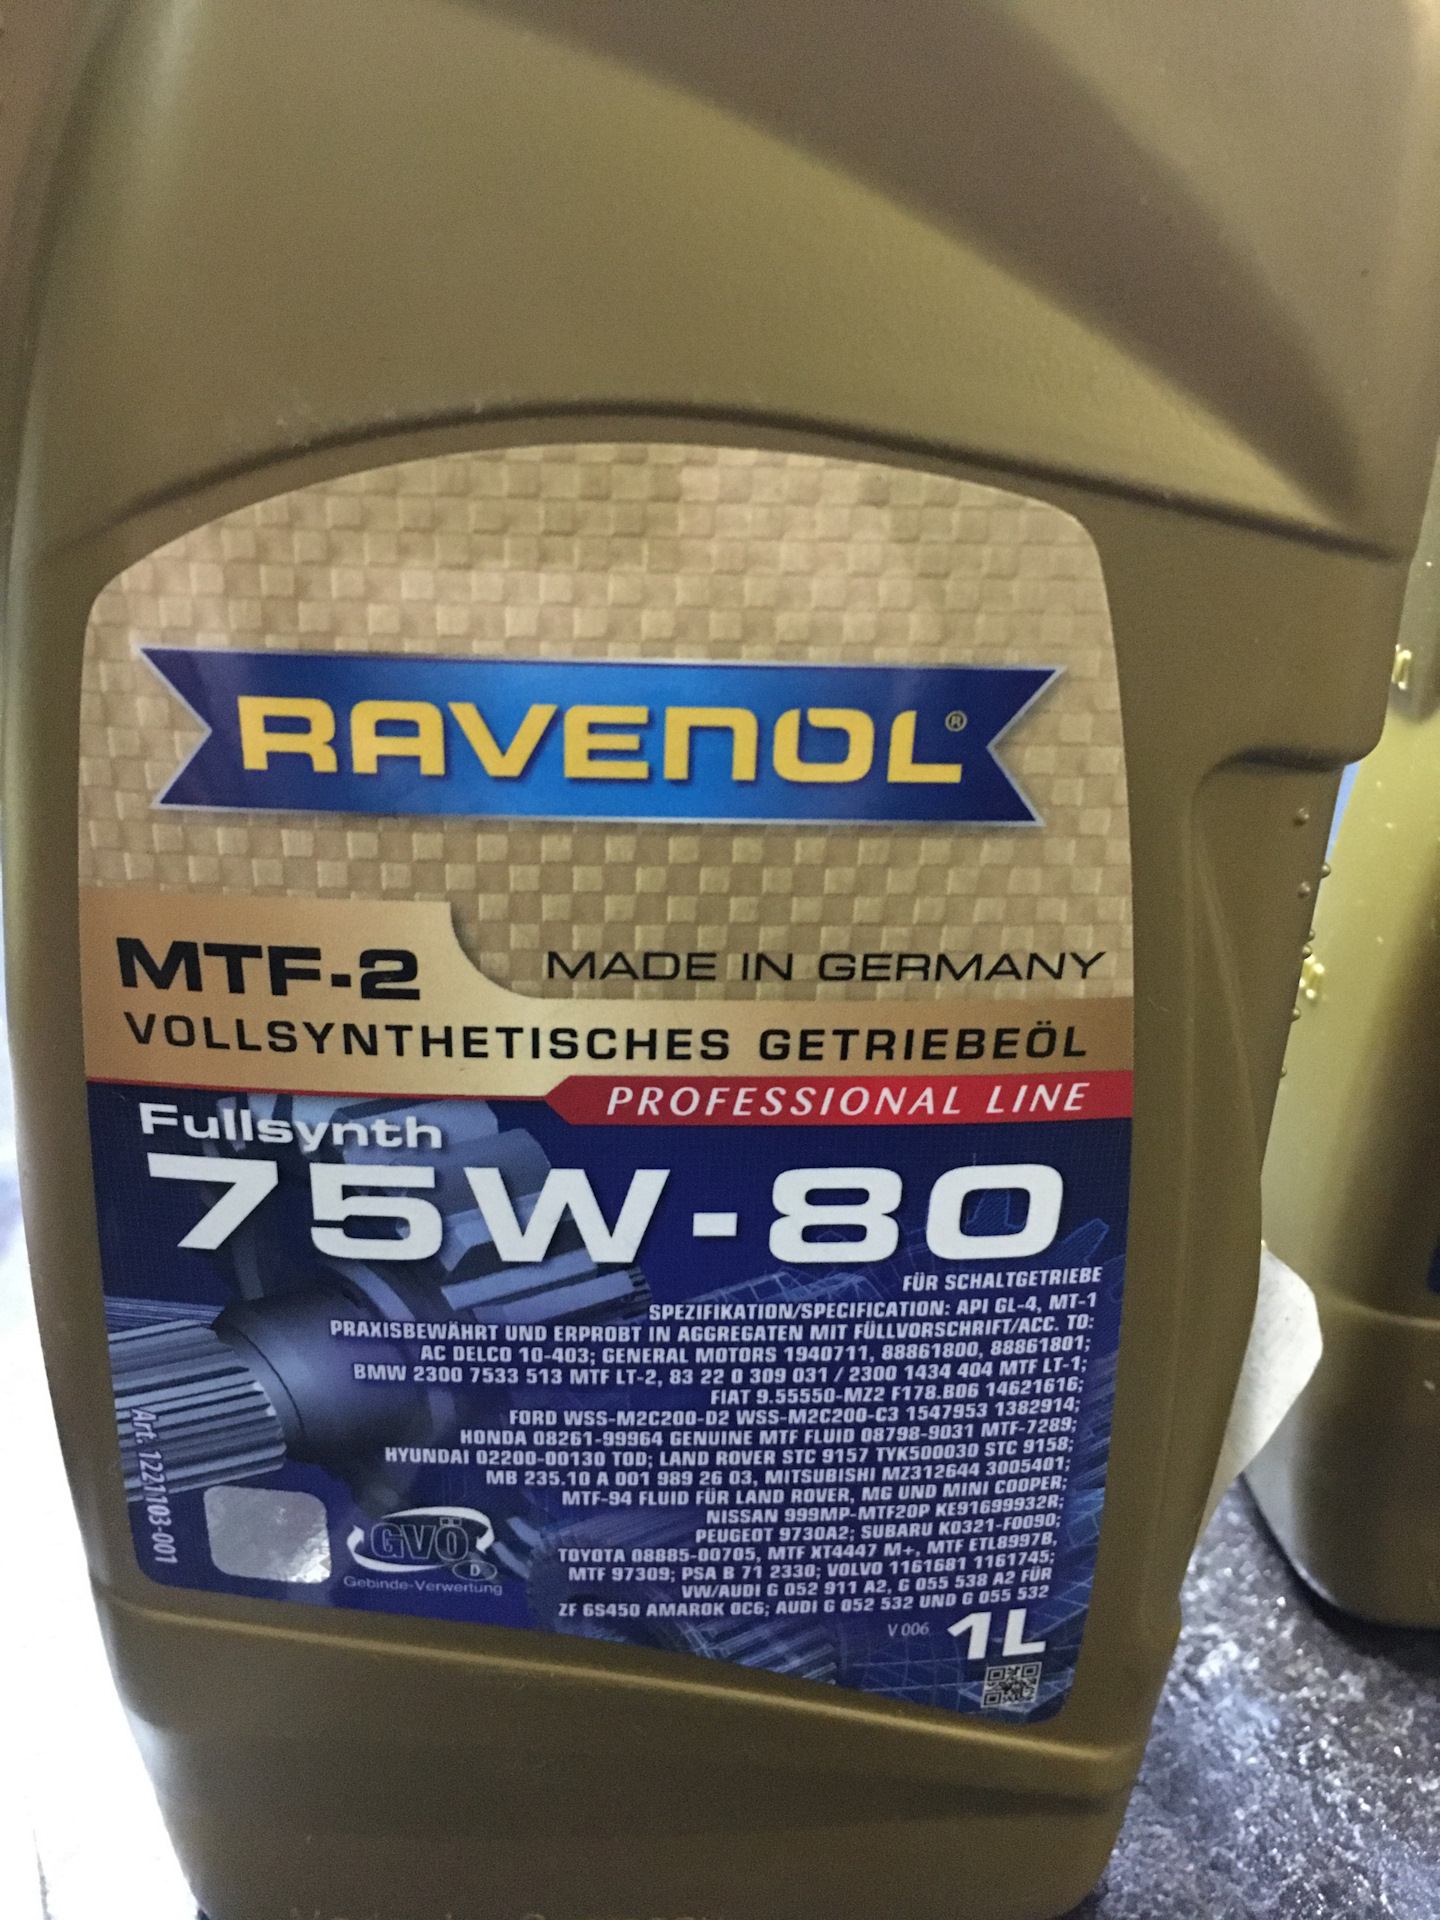 RAVENOL®
MTF-2
MADE IN GERMANY
VOLLSYNTHETISCHES GETRIEBEÖL
PROFESSIONAL LINE
Fullsynth
75W-80
FÜR SCHALTGETRIEBE
SPEZIFIKATION/SPECIFICATION: API GL-4, MT-1
PRAXISBEWÄHRT UND ERPROBT IN AGGREGATEN MIT FÜLLVORSCHRIFT/ACC. TO:
AC DELCO 10-403; GENERAL MOTORS 1940711, 88861800, 88861801;
BMW 2300 7533 513 MTF LT-2, 83 22 0 309 031 / 2300 1434 404 MTF LT-1;
FIAT 9.55550-MZ2 F178.B06 14621616;
FORD WSS-M2C200-D2 WSS-M2C200-C3 1547953 1382914;
HONDA 08261-99964 GENUINE MTF FLUID 08798-9031 MTF-7289;
HYUNDAI 02200-00130 TOD; LAND ROVER STC 9157 TYK500030 STC 9158;
MB 235.10 A 001 989 26 03, MITSUBISHI MZ312644 3005401;
MTF-94 FLUID FÜR LAND ROVER, MG UND MINI COOPER;
NISSAN 999MP-MTF20P KE91699932R;
PEUGEOT 9730A2; SUBARU K0321-F0090;
TOYOTA 08885-00705, MTF XT4447 M+, MTF ETL8997B,
MTF 97309; PSA B 71 2330; VOLVO 1161681 1161745;
VW/AUDI G 052 911 A2, G 055 538 A2 FÜR
ZF 6S450 AMAROK 0C6; AUDI G 052 532 UND G 055 532
Art. 1221103-001
GVÖ
D
Gebinde-Verwertung
V 006
1L